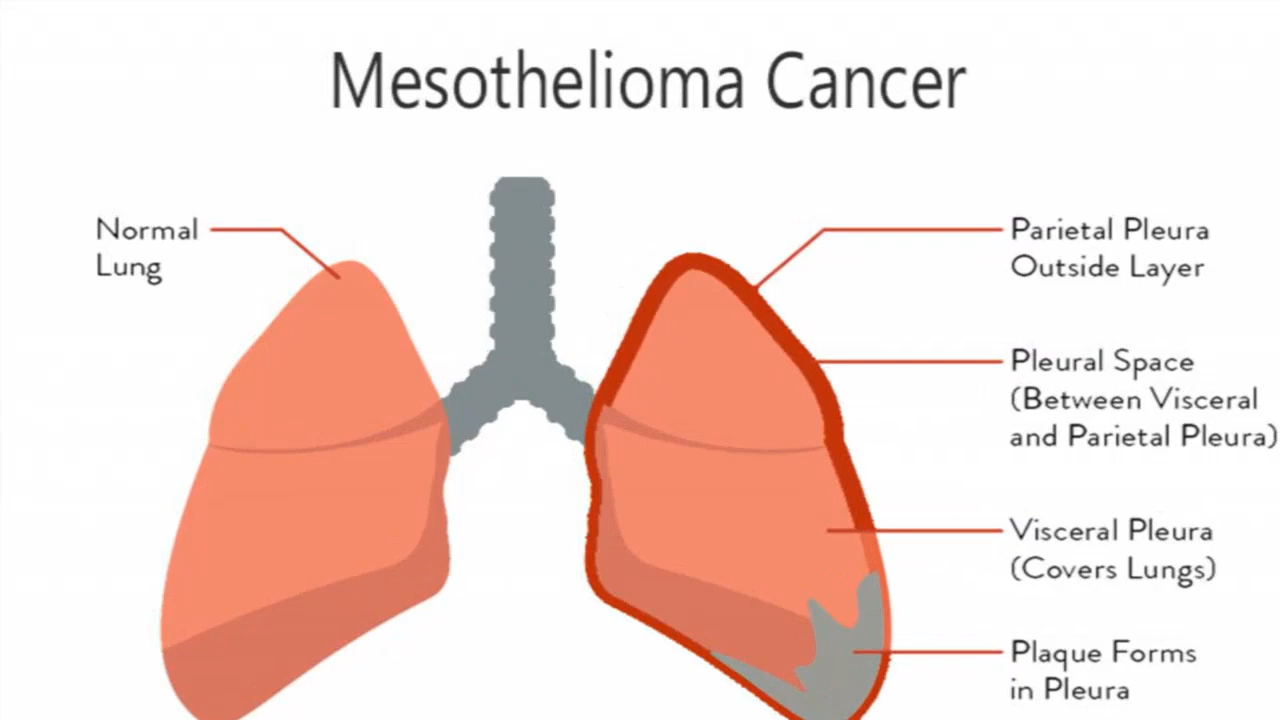 Mesothelioma Cancer
Normal
Lung
Parietal Pleura
Outside Layer
Pleural Space
(Between Visceral
and Parietal Pleura)
Visceral Pleura
(Covers Lungs)
Plaque Forms
in Pleura